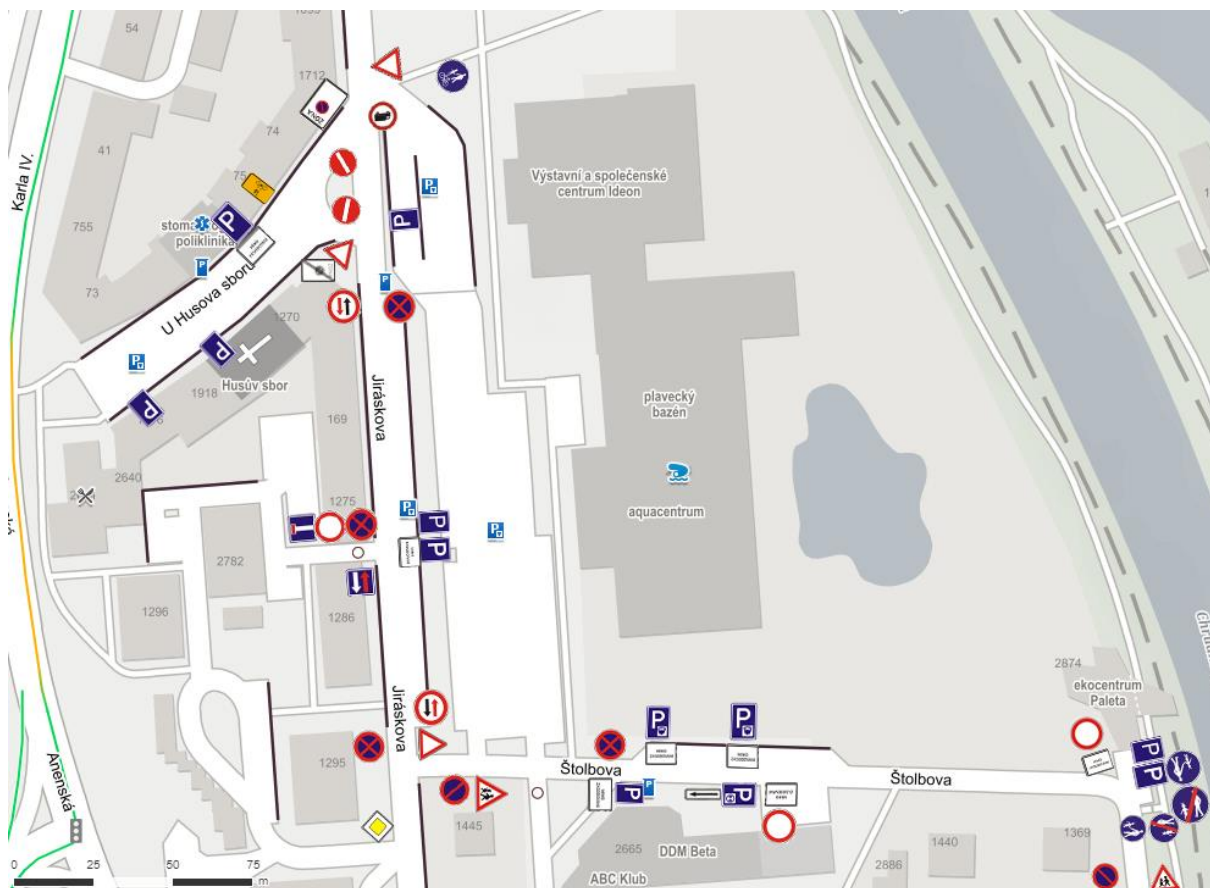 54
1712
ZÓNA
Karla IV.
74
41
75
Výstavní a společenské
centrum Ideon
755
poliklinika
73
U Husova sboru
1270
Husův sbor
1918
Jiráskova
169
plavecký
bazén
2640
1275
aquacentrum
2782
1296
1286
2874
ekocentrum
Paleta
Jiráskova
1295
Štolbova
Štolbova
Anenská
1445
2665
DDM Beta
ABC Klub
2886
1440
1369
0
25
50
75
m